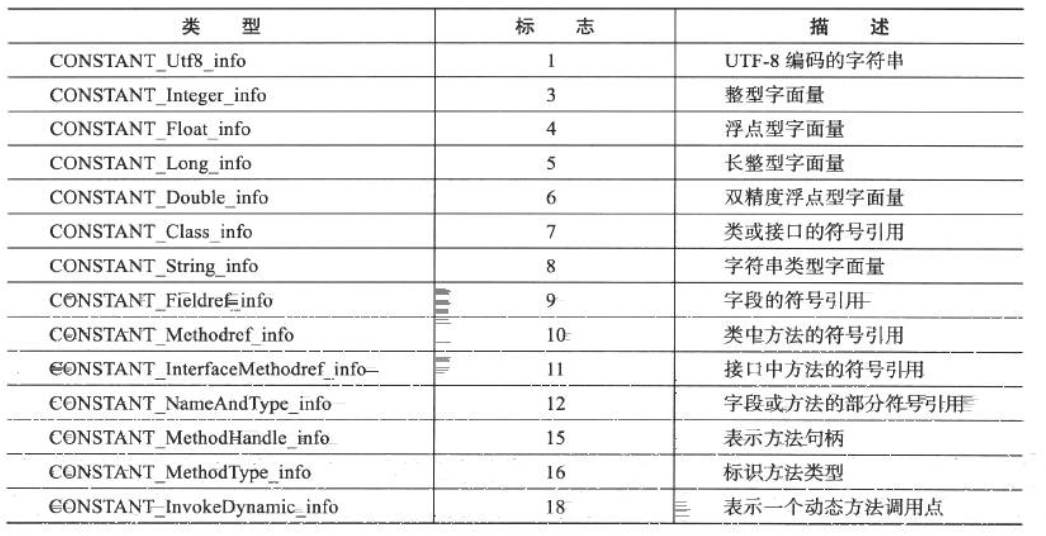 类 型 标 志 描 述
CONSTANT_Utf8_info 1 UTF-8 编码的字符串
CONSTANT_Integer_info 3 整型字面量
CONSTANT_Float_info 4 浮点型字面量
CONSTANT_Long_info 5 长整型字面量
CONSTANT_Double_info 6 双精度浮点型字面量
CONSTANT_Class_info 7 类或接口的符号引用
CONSTANT_String_info 8 字符串类型字面量
CONSTANT_Fieldref_info 9 字段的符号引用
CONSTANT_Methodref_info 10 类中方法的符号引用
CONSTANT_InterfaceMethodref_info 11 接口中方法的符号引用
CONSTANT_NameAndType_info 12 字段或方法的部分符号引用
CONSTANT_MethodHandle_info 15 表示方法句柄
CONSTANT_MethodType_info 16 标识方法类型
CONSTANT_InvokeDynamic_info 18 表示一个动态方法调用点